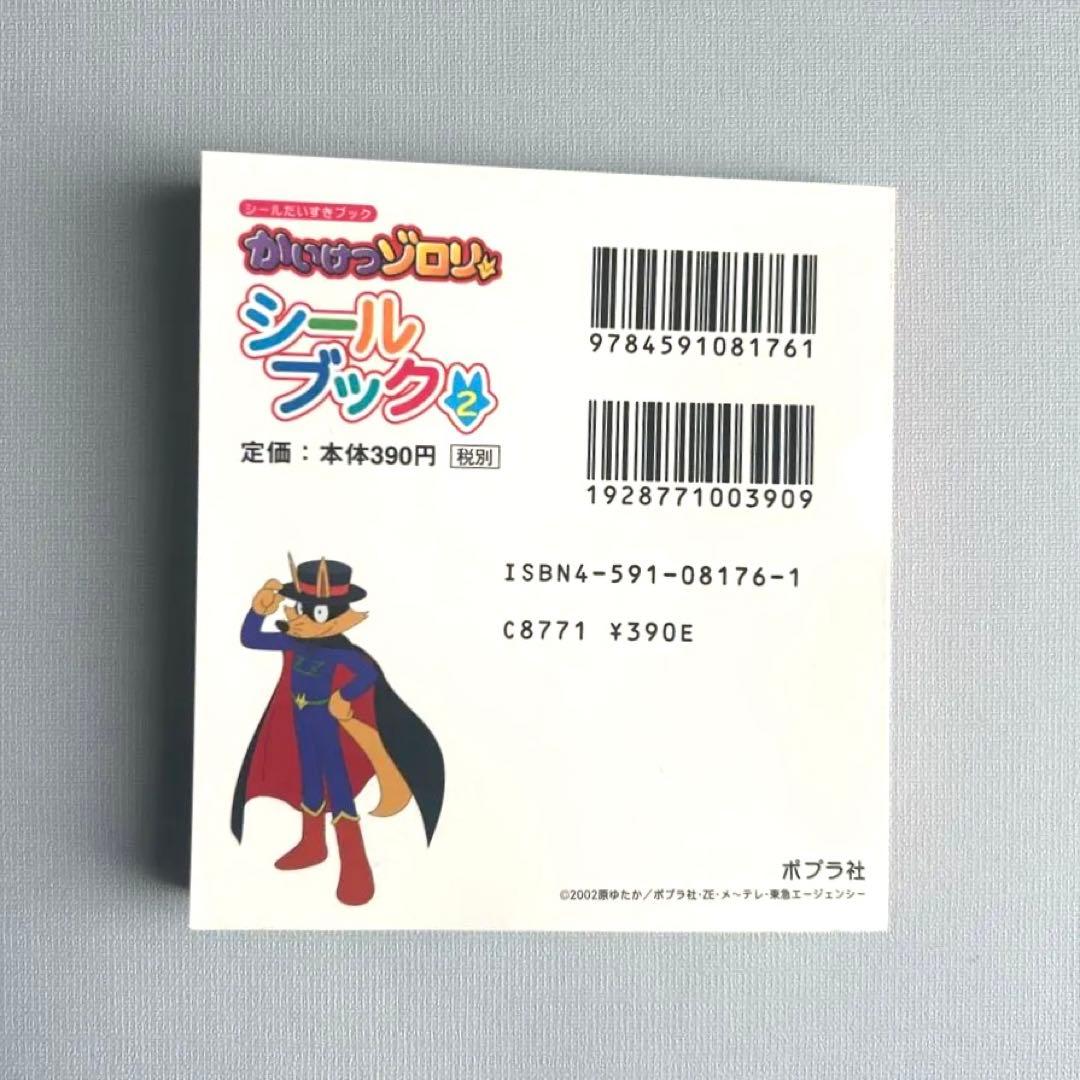 シールだいすきブック
かいけつゾロリ
シール
ブック2
定価:本体390円 税別
9784591081761
1928771003909
ISBN4-591-08176-1
C8771 ¥390E
ZZ
ポプラ社
©2002原ゆたか/ポプラ社・ZE・メ〜テレ・東急エージェンシー